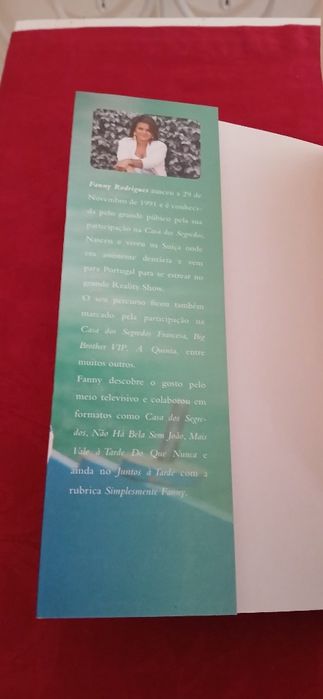 Fanny Rodrigues nasceu a 29 de
Novembro de 1991 e é conheci-
da pelo grande público pela sua
participação na Casa dos Segredos.
Nasceu e viveu na Suíça onde
era assistente dentária e vem
para Portugal para se estrear no
grande Reality Show.
O seu percurso ficou também
marcado pela participação na
Casa dos Segredos Francesa, Big
Brother VIP, A Quinta, entre
muitos outros.
Fanny descobre o gosto pelo
meio televisivo e colaborou em
formatos como Casa dos Segre-
dos, Não Há Bela Sem João, Mais
Vale à Tarde Do Que Nunca e
ainda no Juntos à Tarde com a
rubrica Simplesmente Fanny.